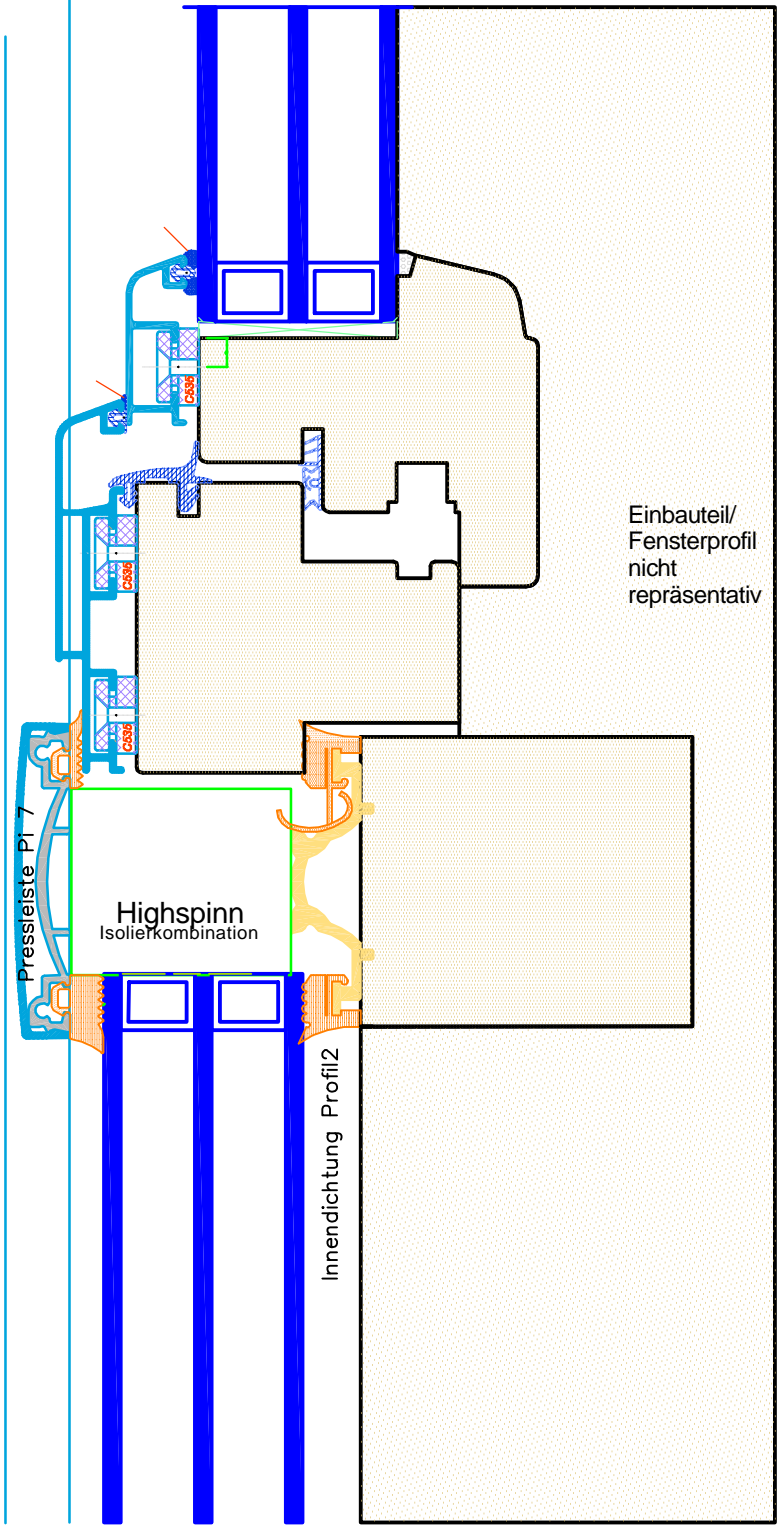 C535
Einbauteil/
Fensterprofil
nicht
repräsentativ
C535
C535
Pressleiste Pi 7
Highspinn
Isolierkombination
Innendichtung Profil2